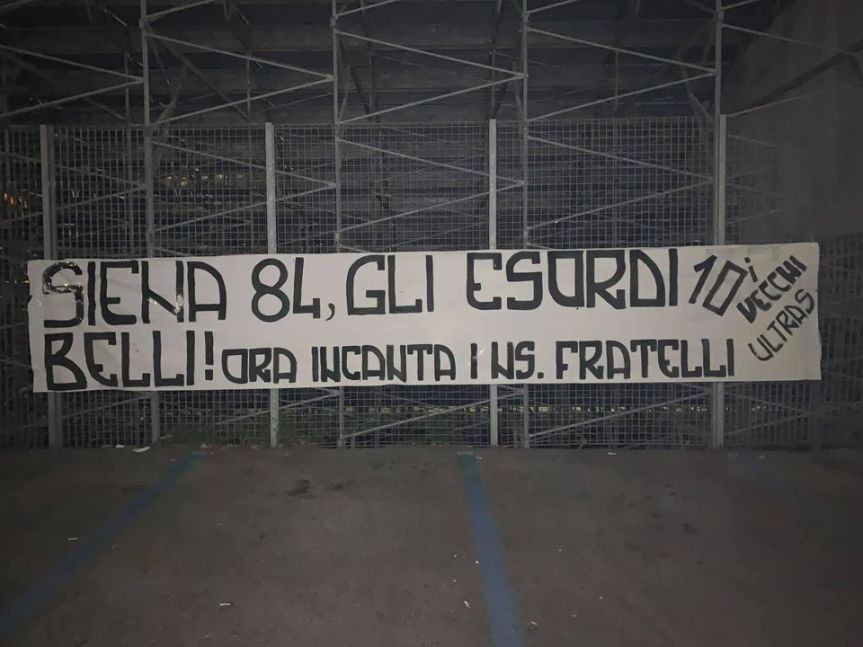 SIENA 84, GLI ESORDI
BELLI! ORA INCANTA I NS. FRATELLI
10
i VECCHI
ULTRAS